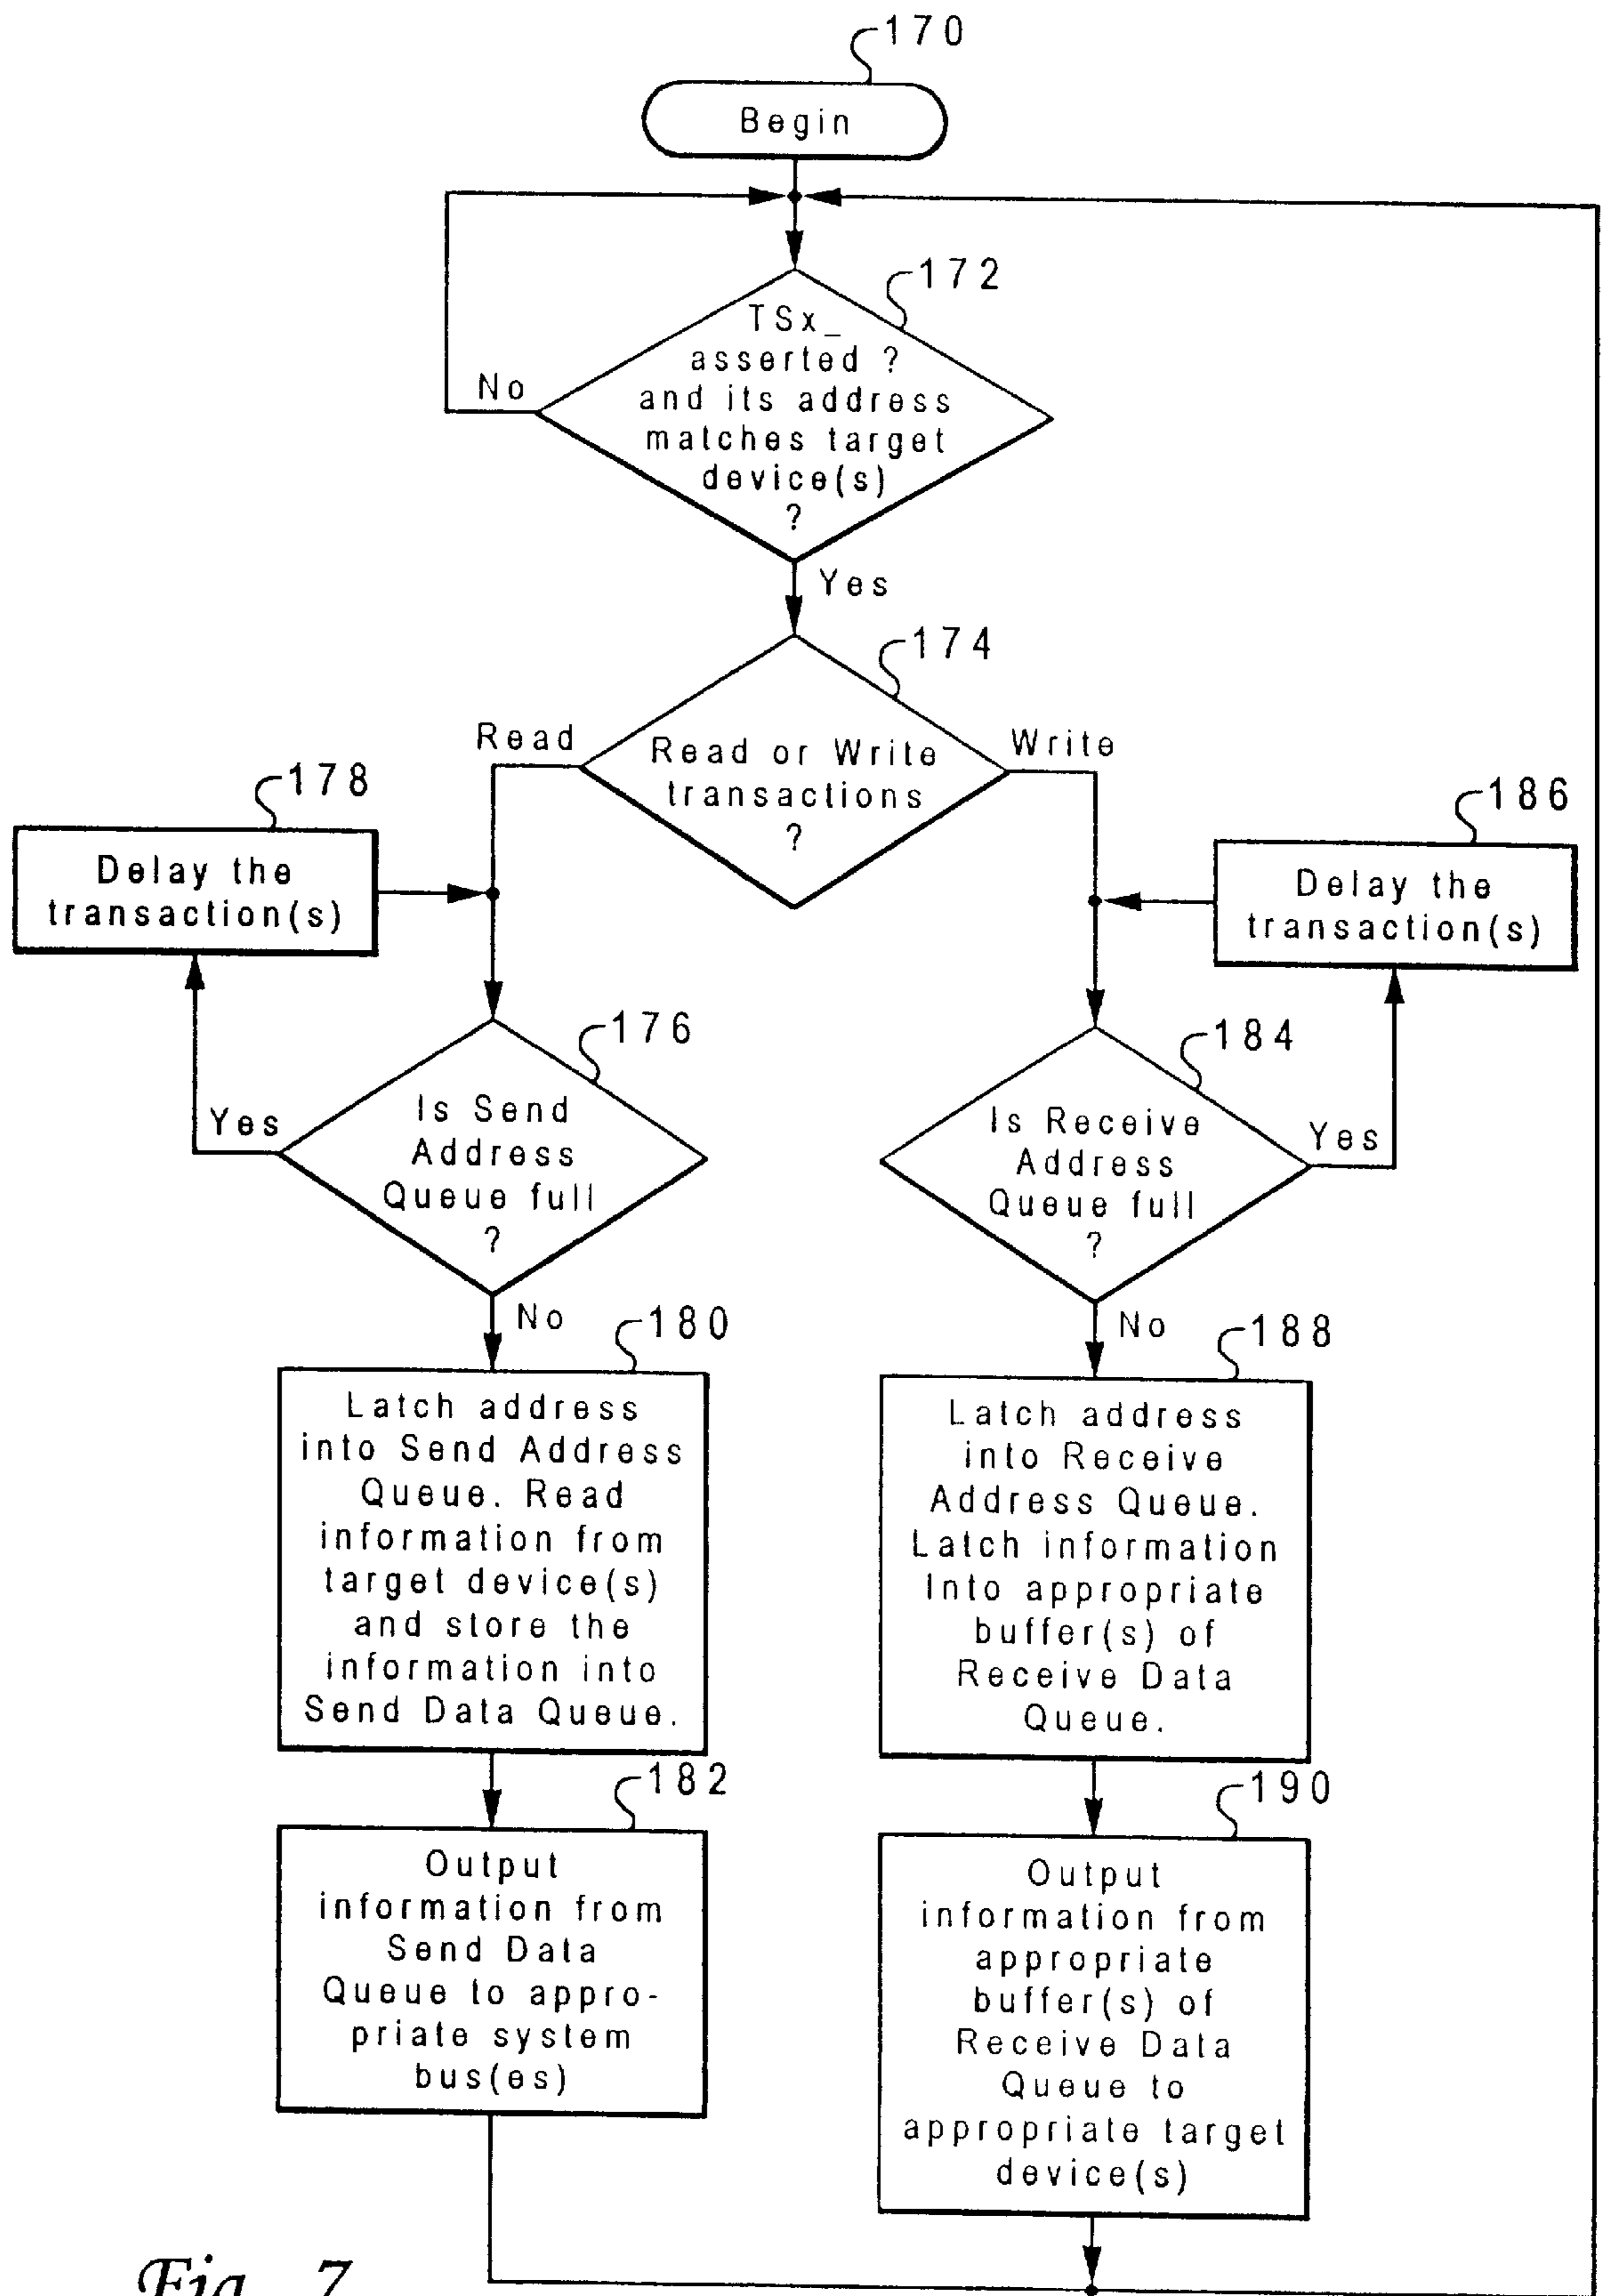 170
Begin
172
TSx_
asserted ?
and its address
matches target
device(s)
?
No
Yes
174
Read
Read or Write
transactions
?
Write
178
Delay the
transaction(s)
186
Delay the
transaction(s)
176
Yes
Is Send
Address
Queue full
?
184
Is Receive
Address
Queue full
?
Yes
No
No
180
Latch address
into Send Address
Queue. Read
information from
target device(s)
and store the
information into
Send Data Queue.
188
Latch address
into Receive
Address Queue.
Latch information
Into appropriate
buffer(s) of
Receive Data
Queue.
182
Output
information from
Send Data
Queue to appro-
priate system
bus(es)
190
Output
information from
appropriate
buffer(s) of
Receive Data
Queue to
appropriate target
device(s)
Fig. 7